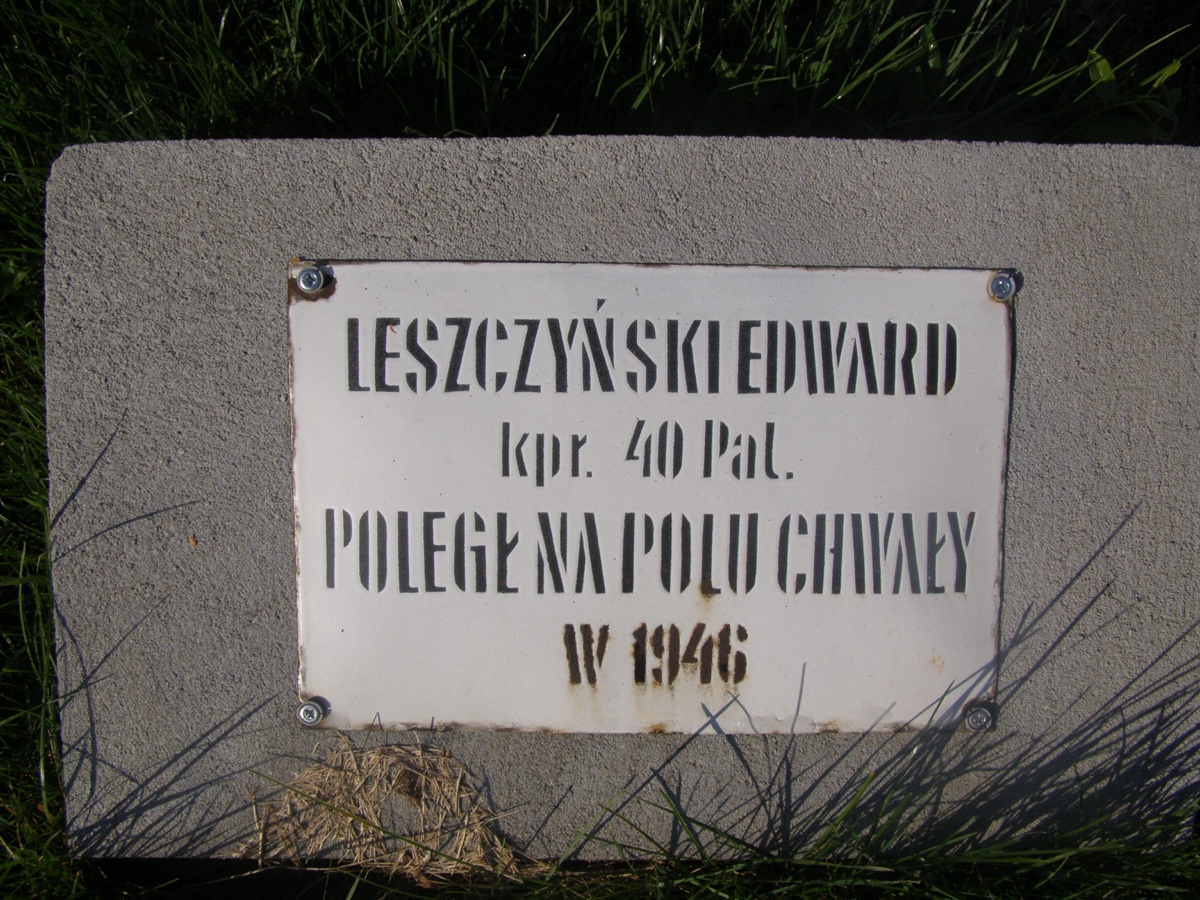 LESZCZYŃSKI EDWARD
kpr. 40 Pal.
POLEGŁ NA POLU CHWAŁY
W 1946